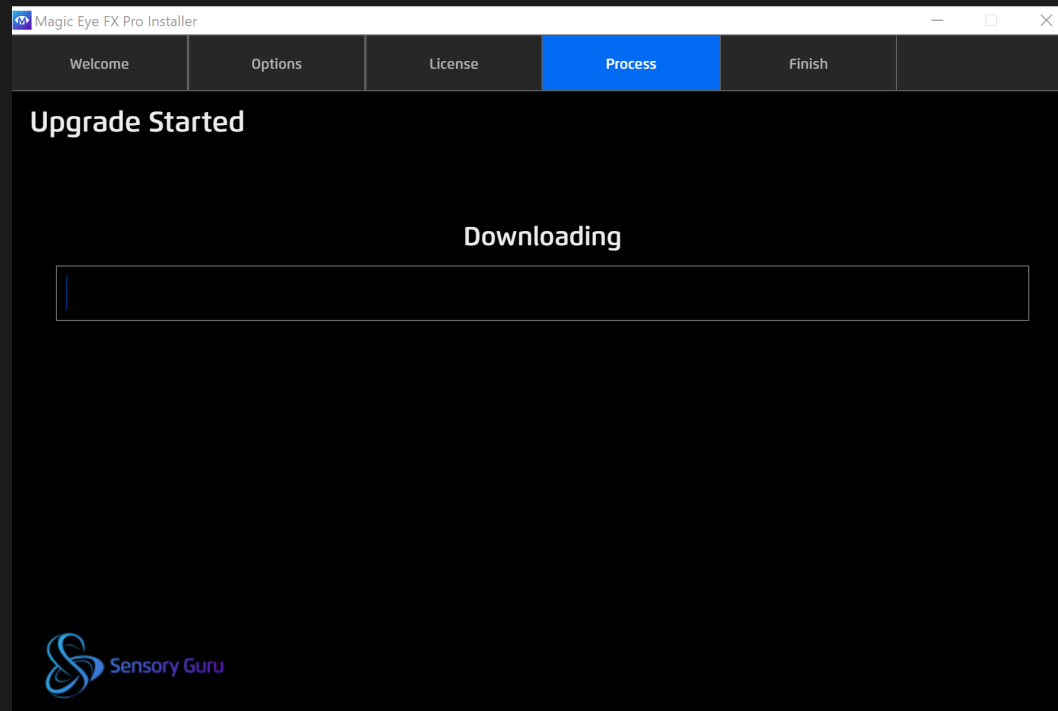 Magic Eye FX Pro Installer
Welcome Options License Process Finish
Upgrade Started
Downloading
Sensory Guru